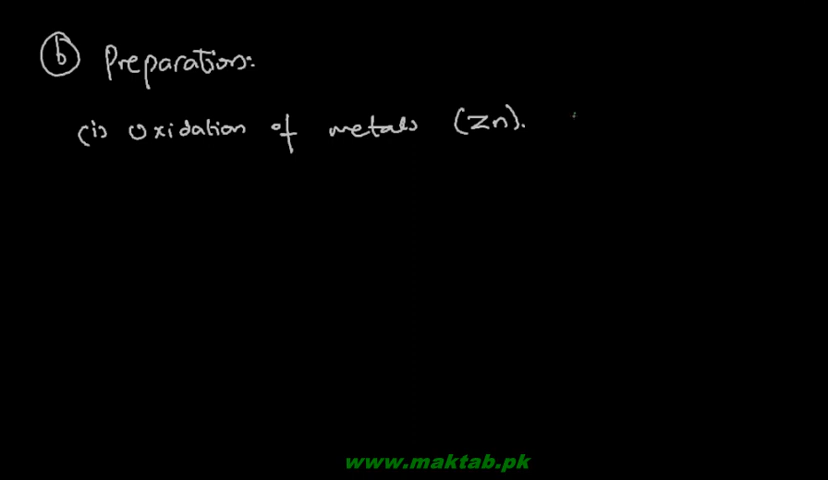 (b) Preparation:
(i) Oxidation of metals (Zn).
www.maktab.pk